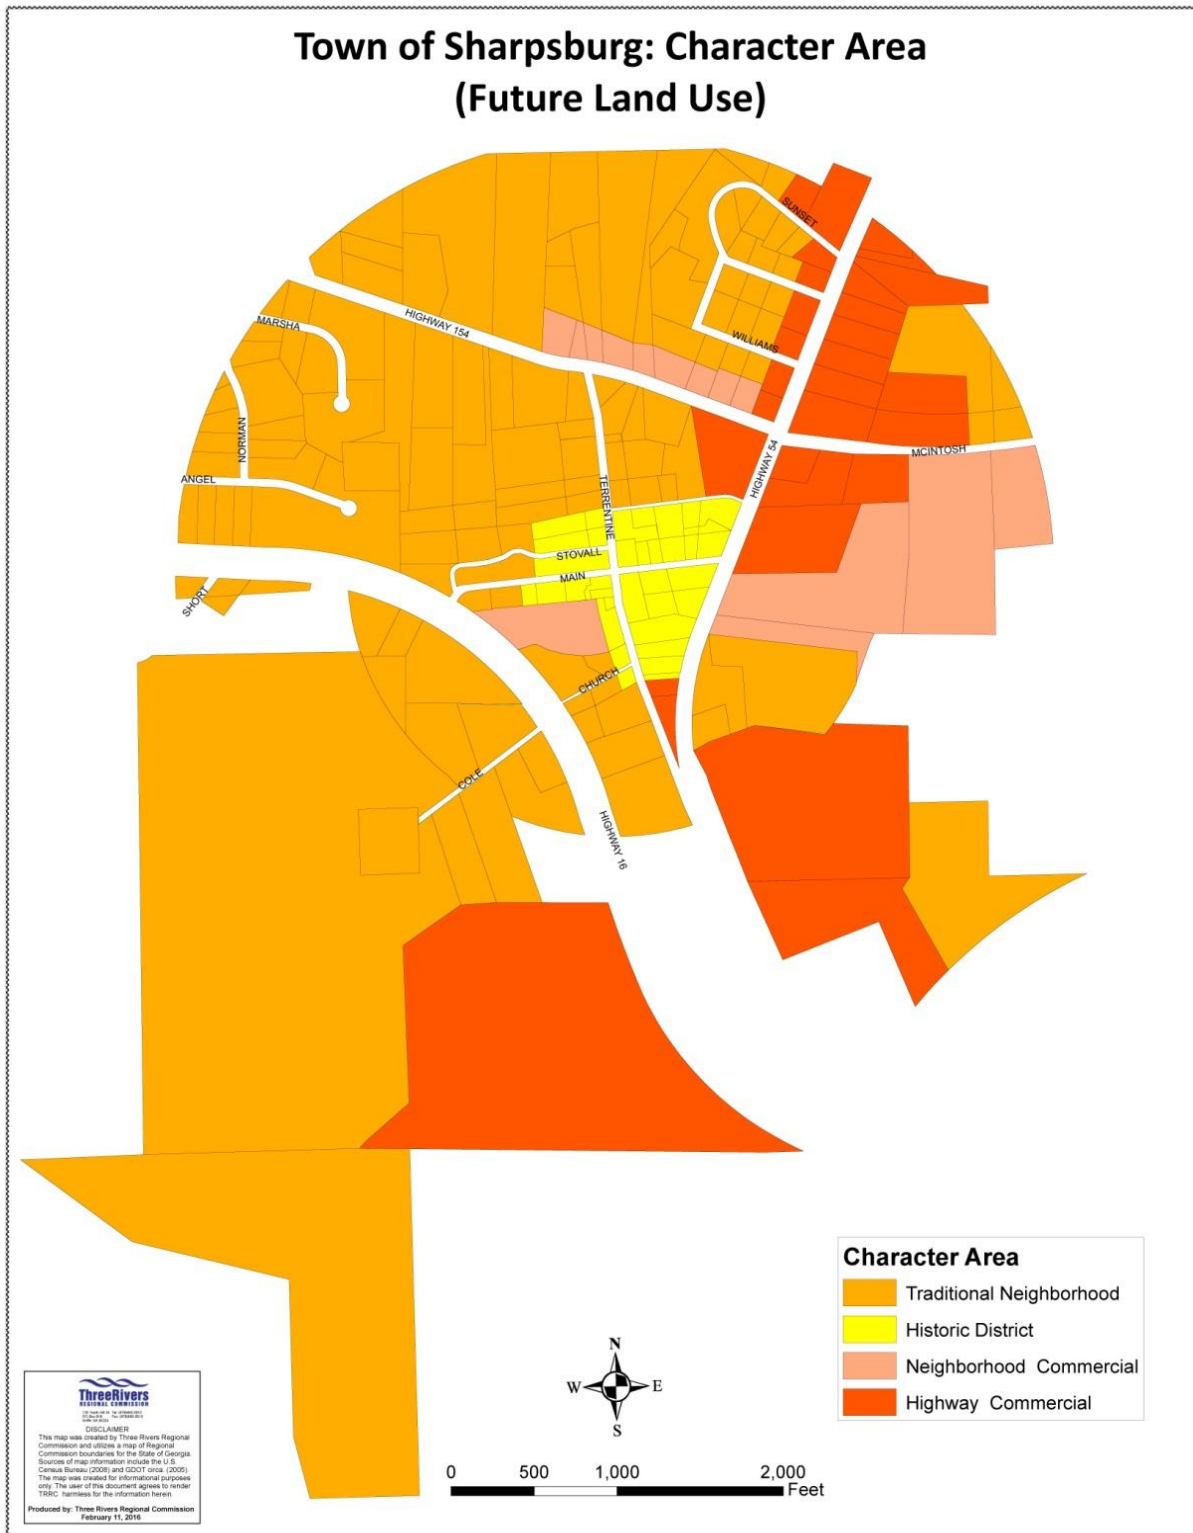 Town of Sharpsburg: Character Area
(Future Land Use)
SUNSET
MARSHA
HIGHWAY 154
WILLIAMS
NORMAN
HIGHWAY 54
MCINTOSH
ANGEL
TERRENTINE
STOVALL
MAIN
SHORT
CHURCH
COLE
HIGHWAY 16
Character Area
Traditional Neighborhood
Historic District
Neighborhood Commercial
Highway Commercial
N
W E
S
0 500 1,000 2,000
Feet
ThreeRivers
REGIONAL COMMISSION
DISCLAIMER
This map was created by Three Rivers Regional
Commission and utilizes a map of Regional
Commission boundaries for the State of Georgia.
Sources of map information include the U.S.
Census Bureau (2008) and GDOT circa. (2005)
The map was created for informational purposes
only. The user of this document agrees to render
TRRC harmless for the information herein.
Produced by: Three Rivers Regional Commission
February 11, 2016